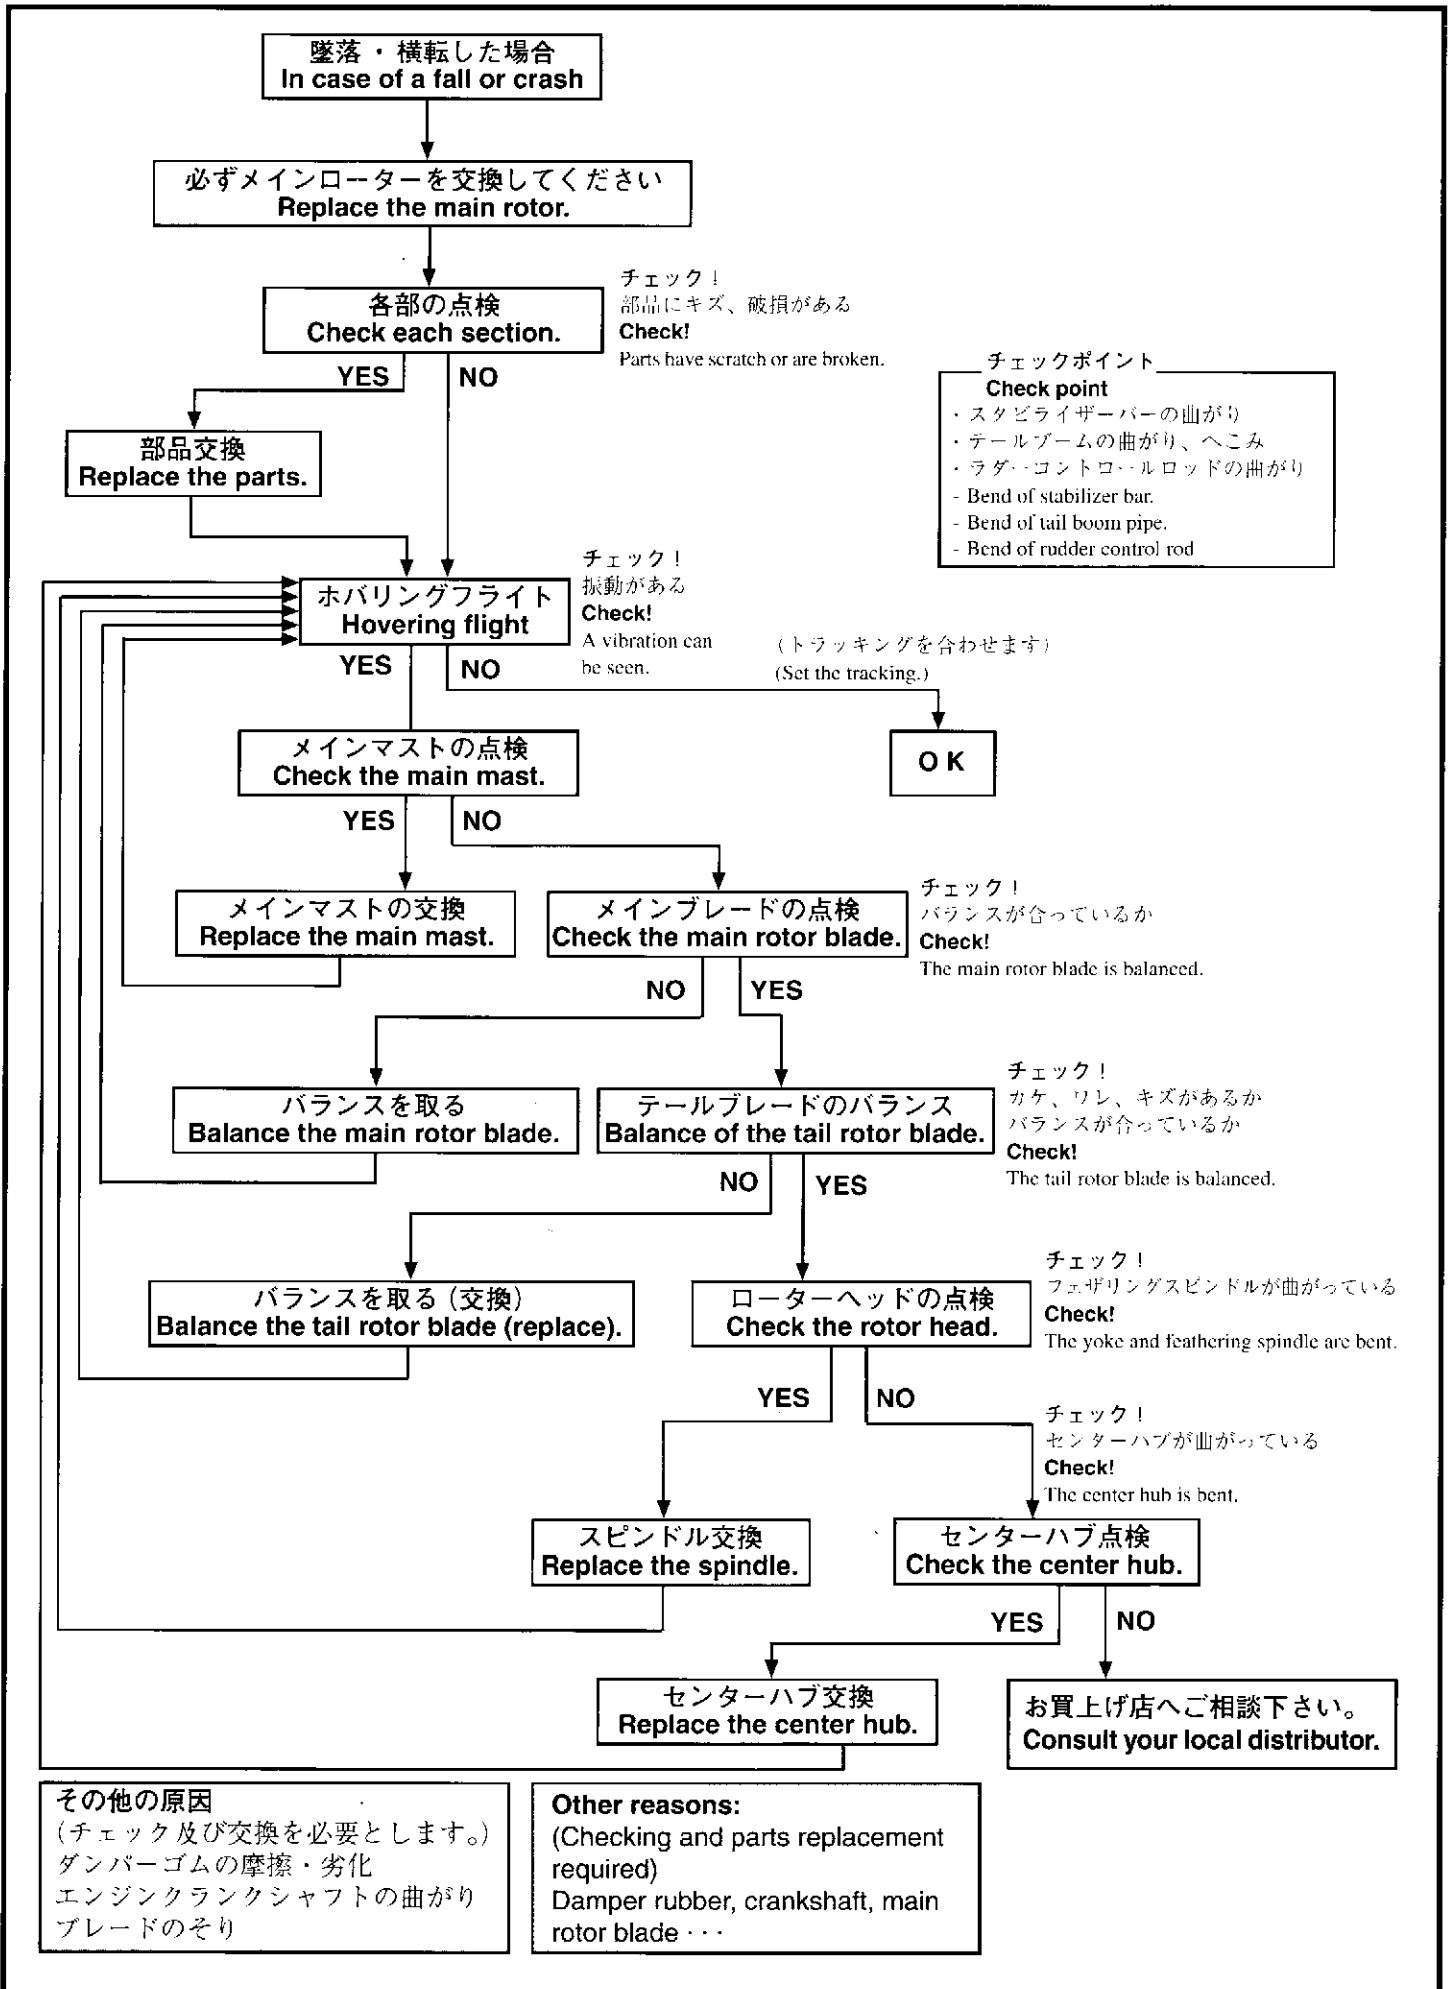 墜落・横転した場合
In case of a fall or crash
必ずメインローターを交換してください
Replace the main rotor.
各部の点検
Check each section.
チェック！
部品にキズ、破損がある
Check!
Parts have scratch or are broken.
YES
NO
チェックポイント
Check point
・スタビライザーバーの曲がり
・テールブームの曲がり、へこみ
・ラダーコントロールロッドの曲がり
- Bend of stabilizer bar.
- Bend of tail boom pipe.
- Bend of rudder control rod
部品交換
Replace the parts.
ホバリングフライト
Hovering flight
チェック！
振動がある
Check!
A vibration can
be seen.
YES
NO
(トラッキングを合わせます)
(Set the tracking.)
OK
メインマストの点検
Check the main mast.
YES
NO
メインマストの交換
Replace the main mast.
メインブレードの点検
Check the main rotor blade.
チェック！
バランスが合っているか
Check!
The main rotor blade is balanced.
NO
YES
バランスを取る
Balance the main rotor blade.
テールブレードのバランス
Balance of the tail rotor blade.
チェック！
カケ、ワレ、キズがあるか
バランスが合っているか
Check!
The tail rotor blade is balanced.
NO
YES
バランスを取る (交換)
Balance the tail rotor blade (replace).
ローターヘッドの点検
Check the rotor head.
チェック！
フェザリングスピンドルが曲がっている
Check!
The yoke and feathering spindle are bent.
YES
NO
チェック！
センターハブが曲がっている
Check!
The center hub is bent.
スピンドル交換
Replace the spindle.
センターハブ点検
Check the center hub.
YES
NO
センターハブ交換
Replace the center hub.
お買上げ店へご相談下さい。
Consult your local distributor.
その他の原因
(チェック及び交換を必要とします。)
ダンパーゴムの摩擦・劣化
エンジンクランクシャフトの曲がり
ブレードのそり
Other reasons:
(Checking and parts replacement
required)
Damper rubber, crankshaft, main
rotor blade ···